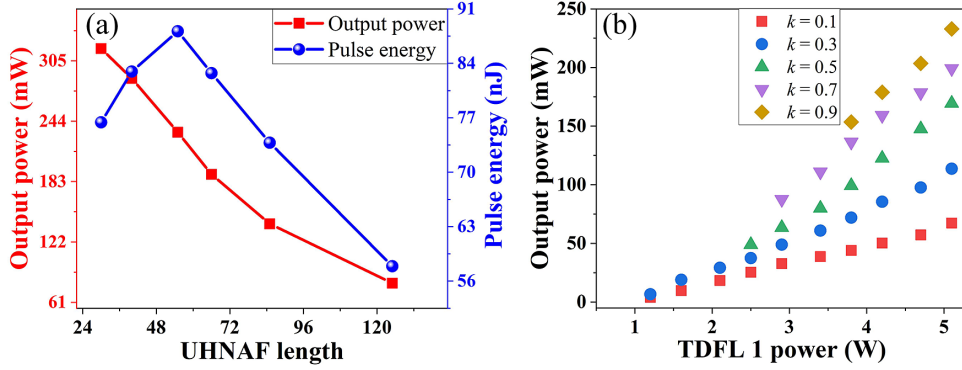 (a)
Output power
Pulse energy
Output power (mW)
305
244
183
122
61
24 48 72 96 120
UHNAF length
91
84
77
70
63
56
Pulse energy (nJ)
(b)
k = 0.1
k = 0.3
k = 0.5
k = 0.7
k = 0.9
Output power (mW)
250
200
150
100
50
0
1 2 3 4 5
TDFL 1 power (W)